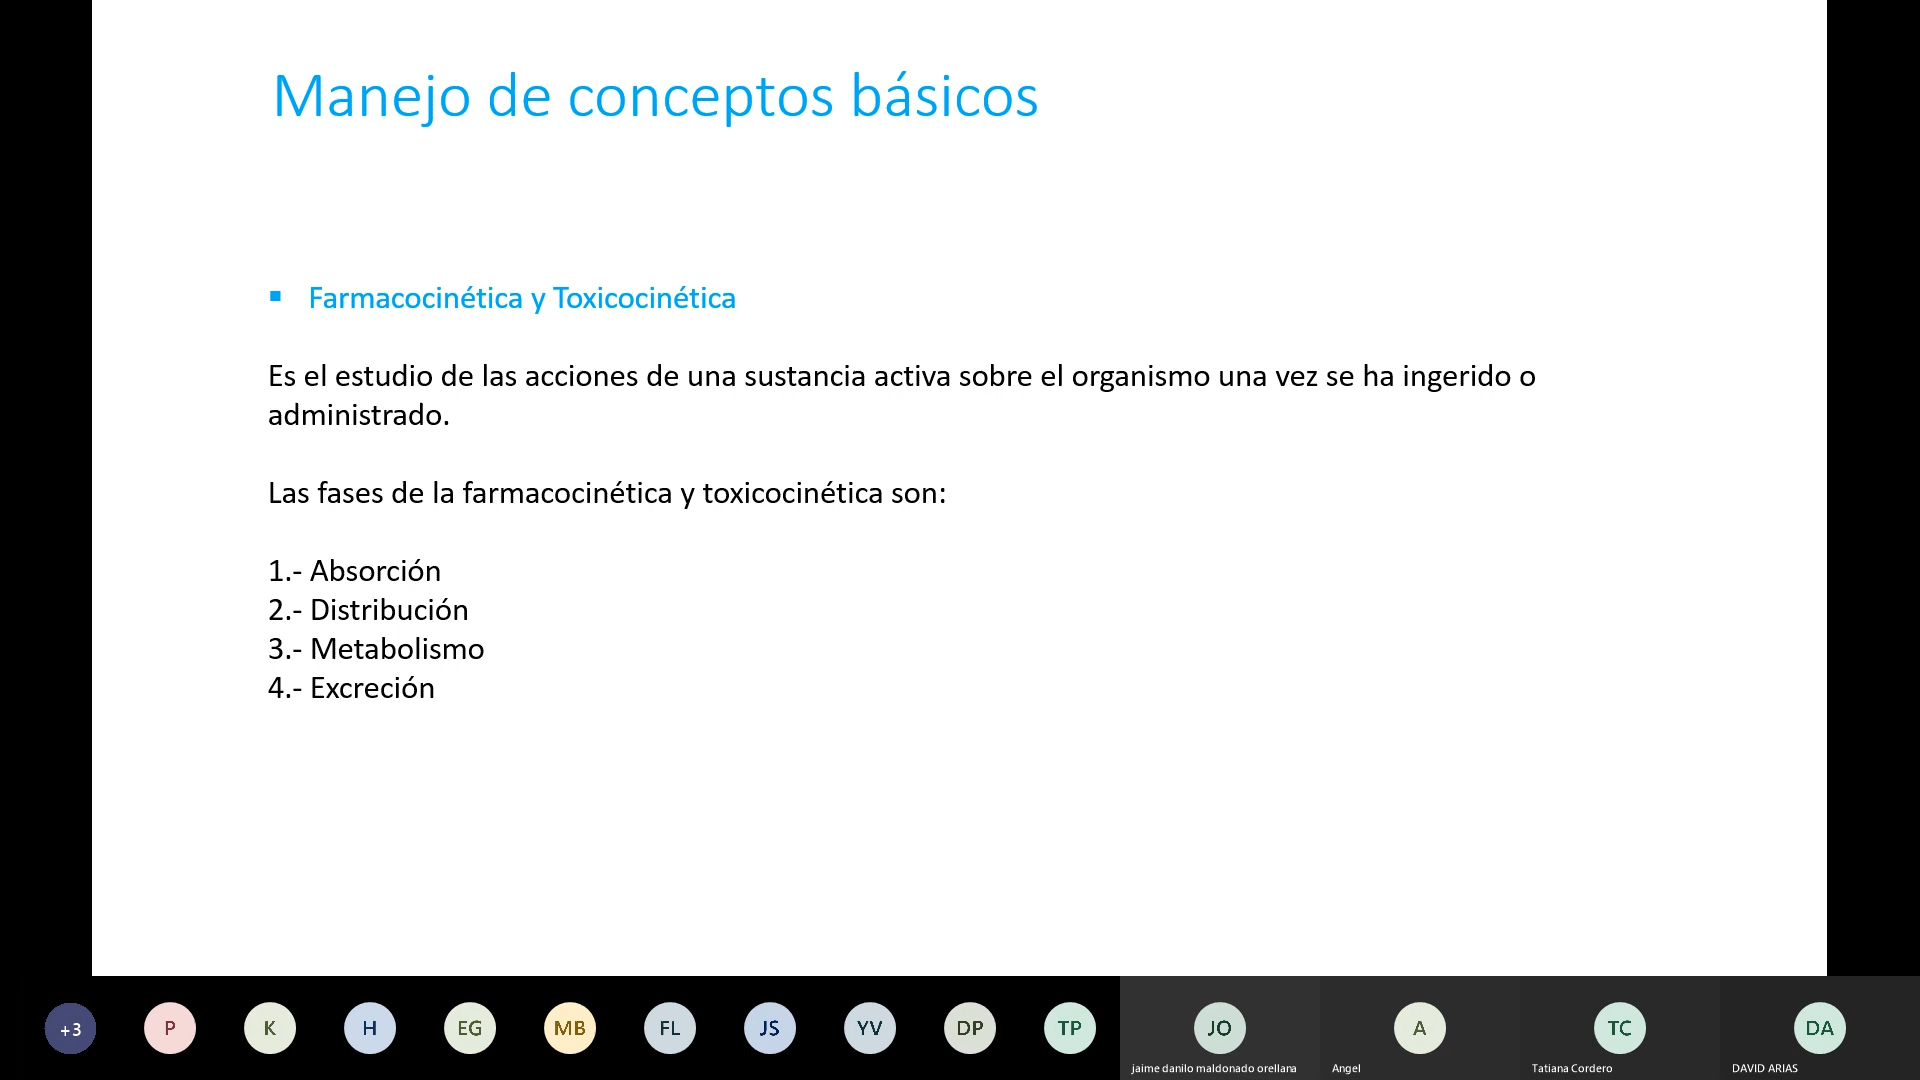 Manejo de conceptos básicos
▪ Farmacocinética y Toxicocinética
Es el estudio de las acciones de una sustancia activa sobre el organismo una vez se ha ingerido o
administrado.
Las fases de la farmacocinética y toxicocinética son:
1.- Absorción
2.- Distribución
3.- Metabolismo
4.- Excreción
+3 P K H EG MB FL JS YV DP TP JO A TC DA
jaime danilo maldonado orellana Angel Tatiana Cordero DAVID ARIAS